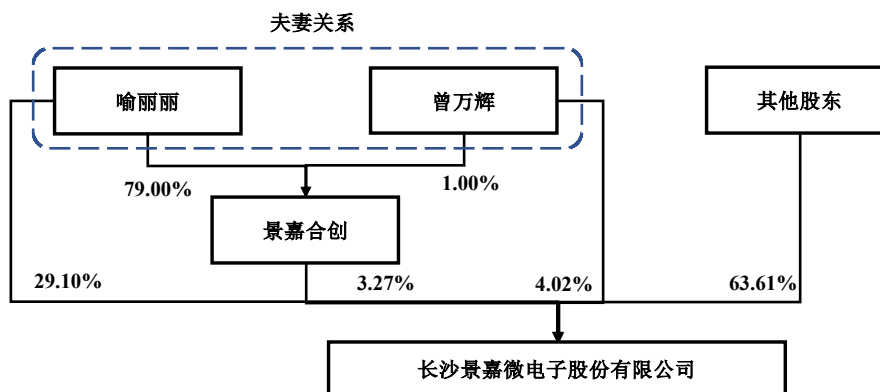 夫妻关系
喻丽丽
曾万辉
其他股东
79.00%
1.00%
景嘉合创
29.10%
3.27%
4.02%
63.61%
长沙景嘉微电子股份有限公司